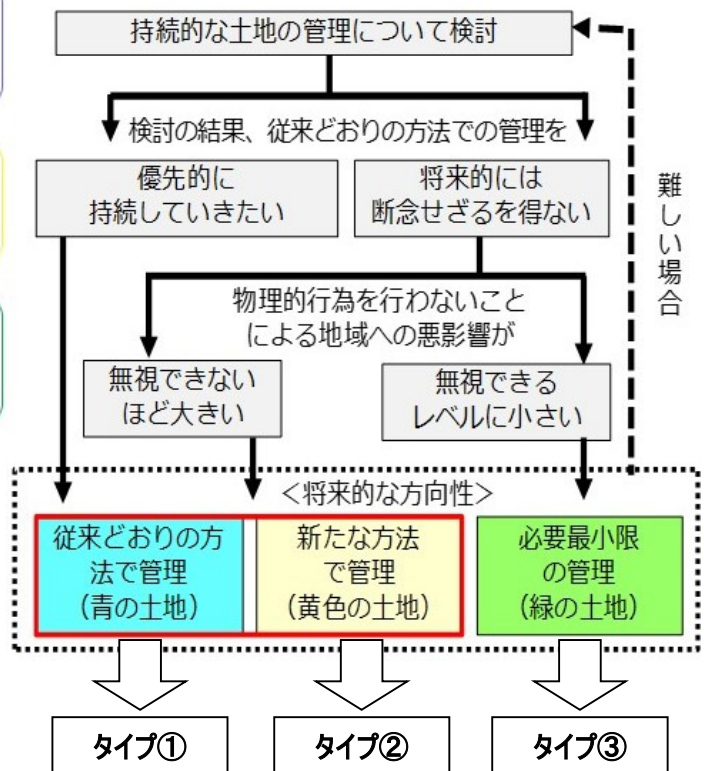 持続的な土地の管理について検討
検討の結果、従来どおりの方法での管理を
優先的に
持続していきたい
将来的には
断念せざるを得ない
難しい場合
物理的行為を行わないこと
による地域への悪影響が
無視できない
ほど大きい
無視できる
レベルに小さい
＜将来的な方向性＞
従来どおりの方
法で管理
（青の土地）
新たな方法
で管理
（黄色の土地）
必要最小限
の管理
（緑の土地）
タイプ①
タイプ②
タイプ③